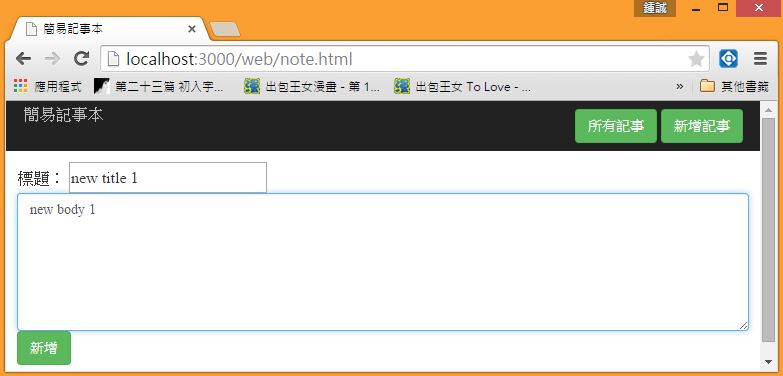 鍾誠
簡易記事本
localhost:3000/web/note.html
應用程式 第二十三篇 初入宇... 出包王女漫畫 - 第 1... 出包王女 To Love - ... » 其他書籤
簡易記事本 所有記事 新增記事
標題： new title 1
new body 1
新增